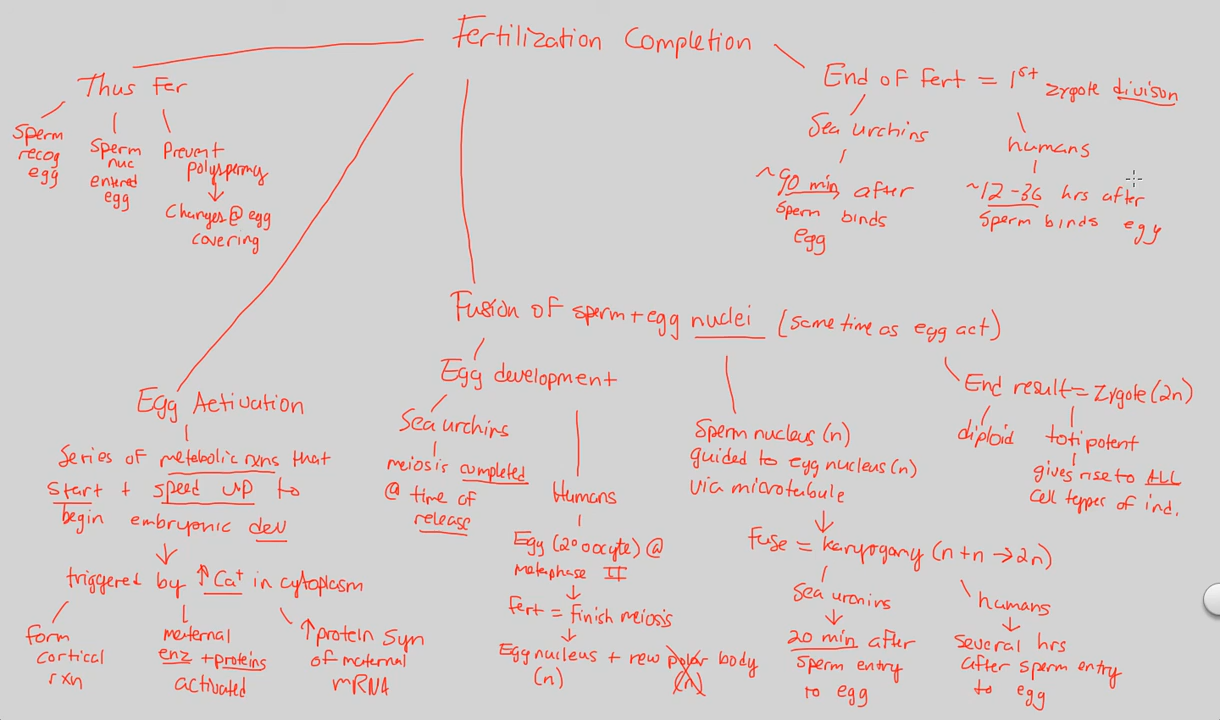 Fertilization Completion
Thus Fer
Sperm
recog
egg
Sperm
nuc
entered
egg
Prevent
polyspermy
↓
Changes @ egg
covering
End of fert = 1st zygote divison
Sea urchins
~90 min after
sperm binds
egg
humans
~12-36 hrs after
sperm binds egg
Egg Activation
Series of metabolic rxns that
start + speed up to
begin embryonic dev
↓
triggered by ↑ Ca+ in cytoplasm
form
cortical
rxn
maternal
enz + proteins
activated
↑ protein syn
of maternal
mRNA
Fusion of sperm + egg nuclei (same time as egg act)
Egg development
Sea urchins
meiosis completed
@ time of
release
Humans
Egg (2° oocyte) @
metaphase II
↓
fert = finish meiosis
↓
Egg nucleus + new polar body
(n) (n)
Sperm nucleus (n)
guided to egg nucleus (n)
via microtubule
↓
Fuse = karyogamy (n+n → 2n)
Sea urchins
↓
20 min after
sperm entry
to egg
humans
↓
several hrs
after sperm entry
to egg
End result = zygote (2n)
diploid
totipotent
gives rise to ALL
cell types of ind.